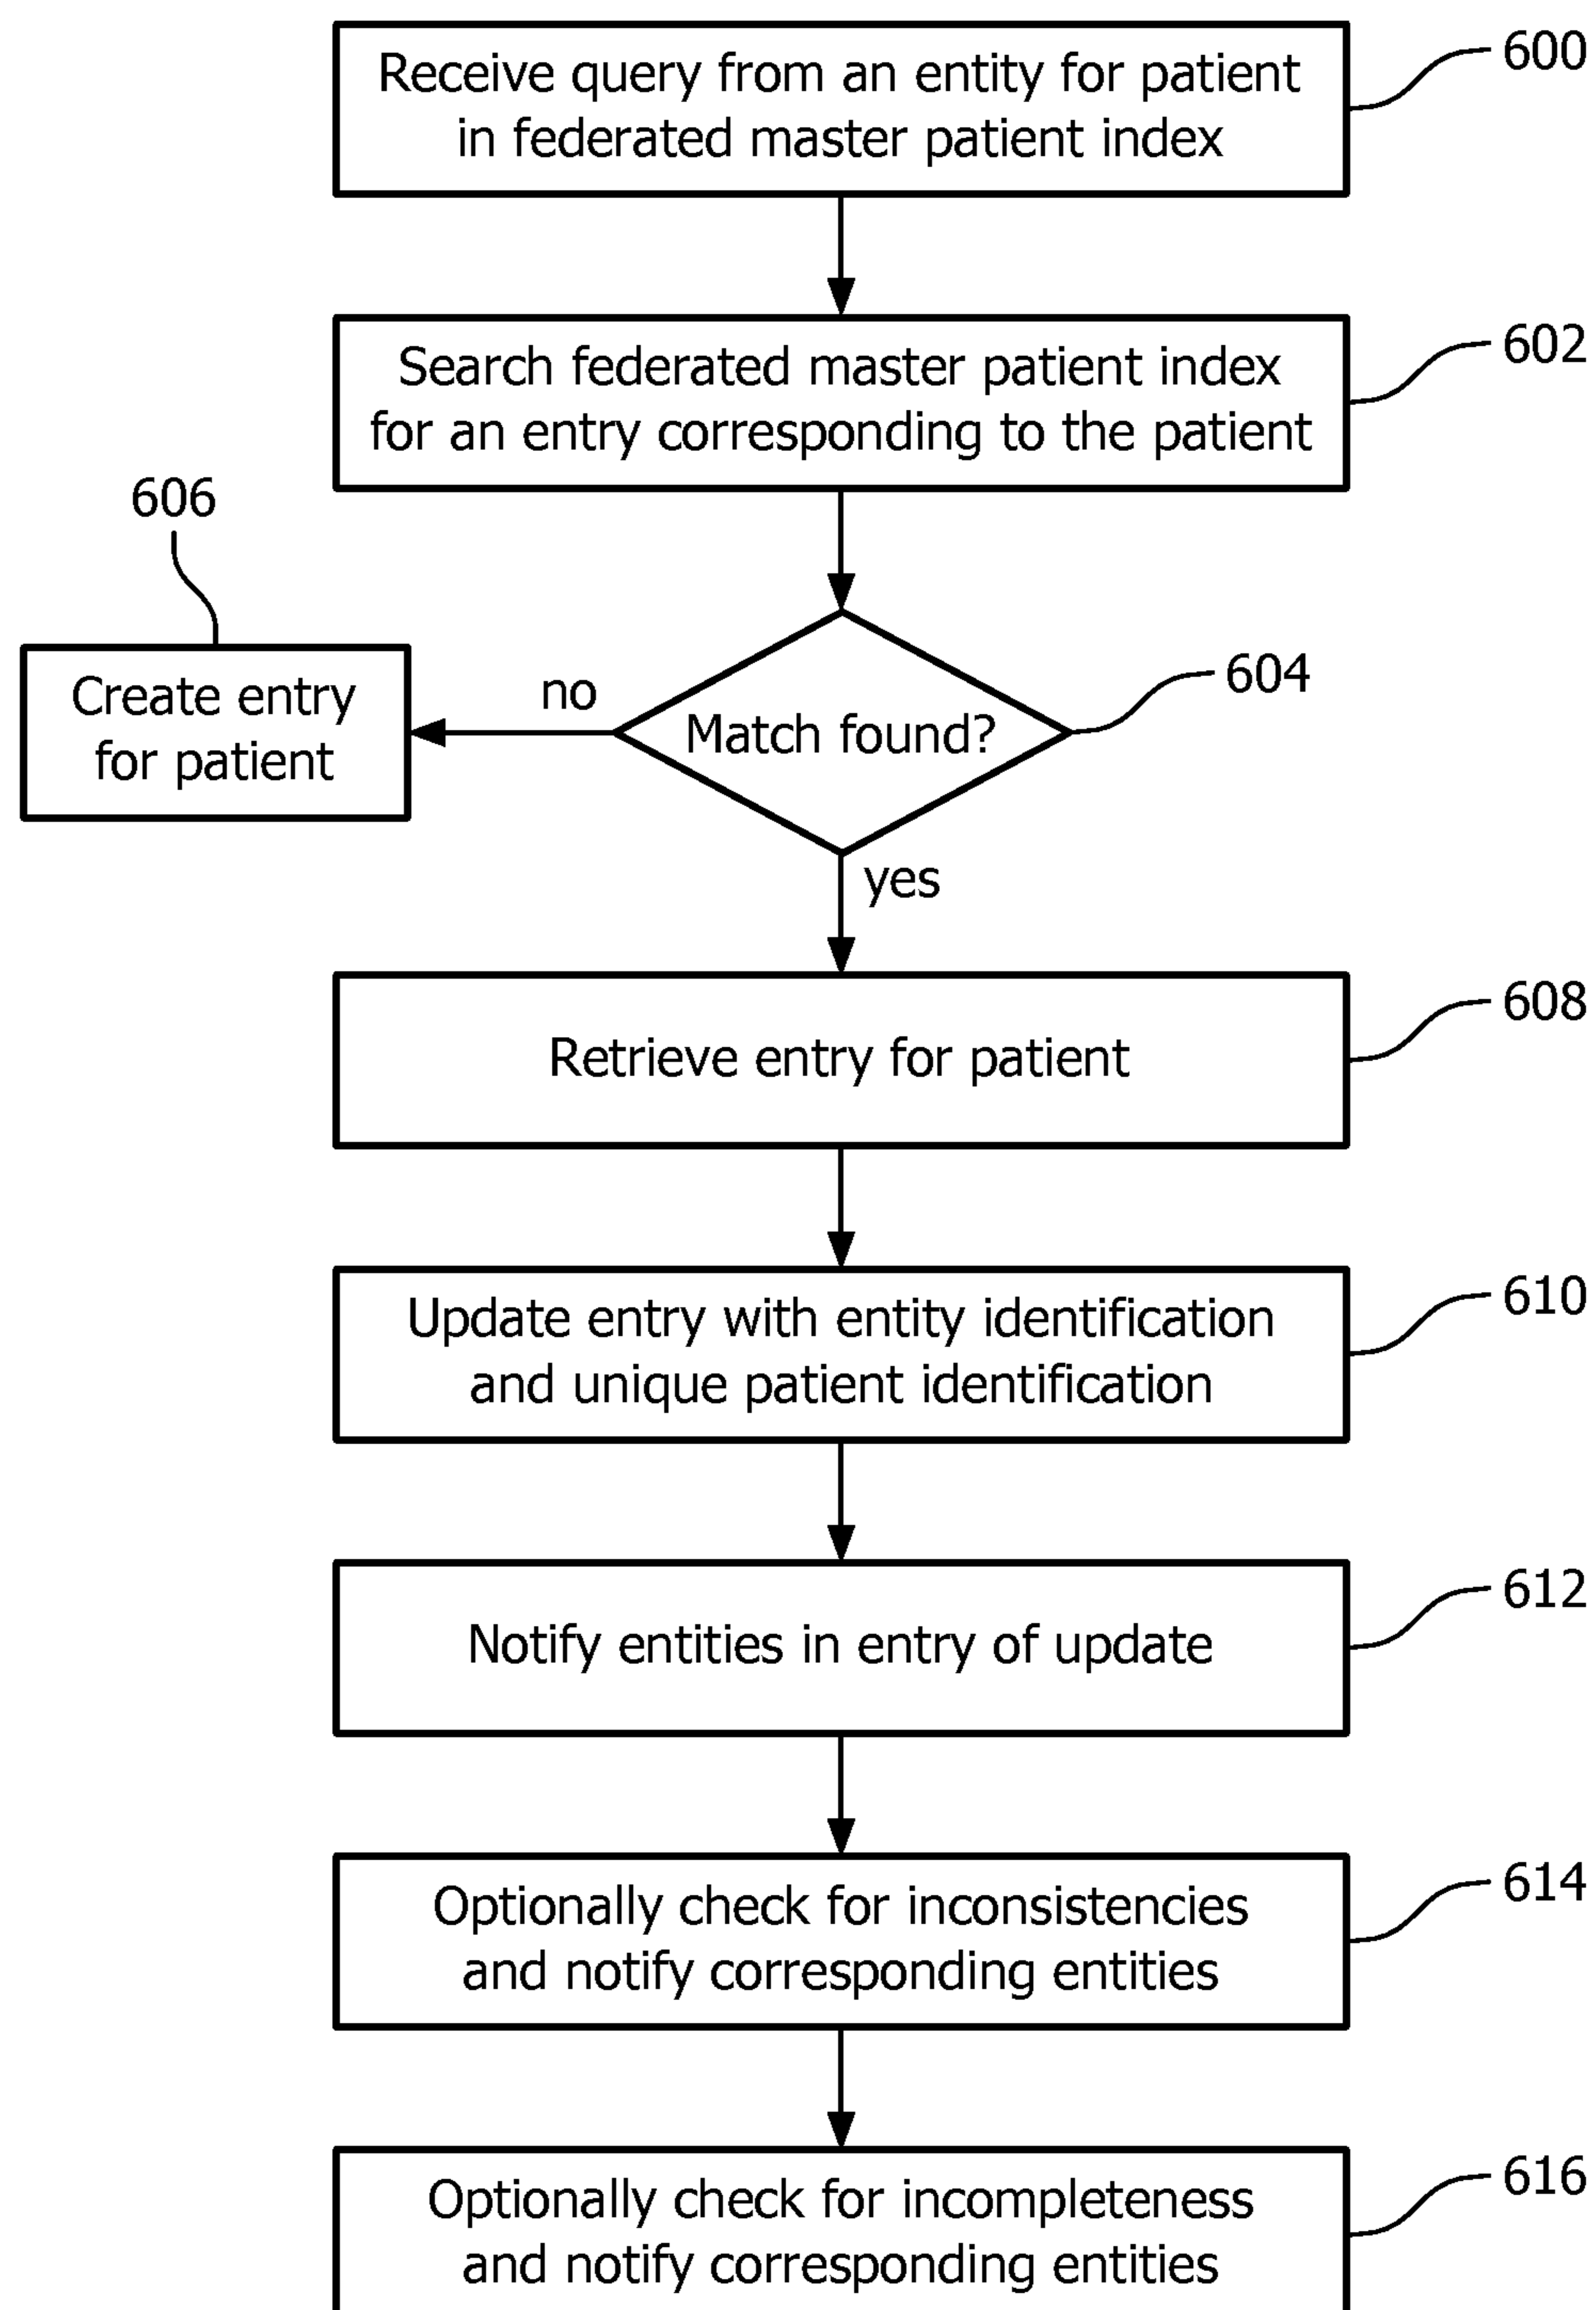 Receive query from an entity for patient
in federated master patient index
600
Search federated master patient index
for an entry corresponding to the patient
602
606
Create entry
for patient
no
Match found?
604
yes
Retrieve entry for patient
608
Update entry with entity identification
and unique patient identification
610
Notify entities in entry of update
612
Optionally check for inconsistencies
and notify corresponding entities
614
Optionally check for incompleteness
and notify corresponding entities
616